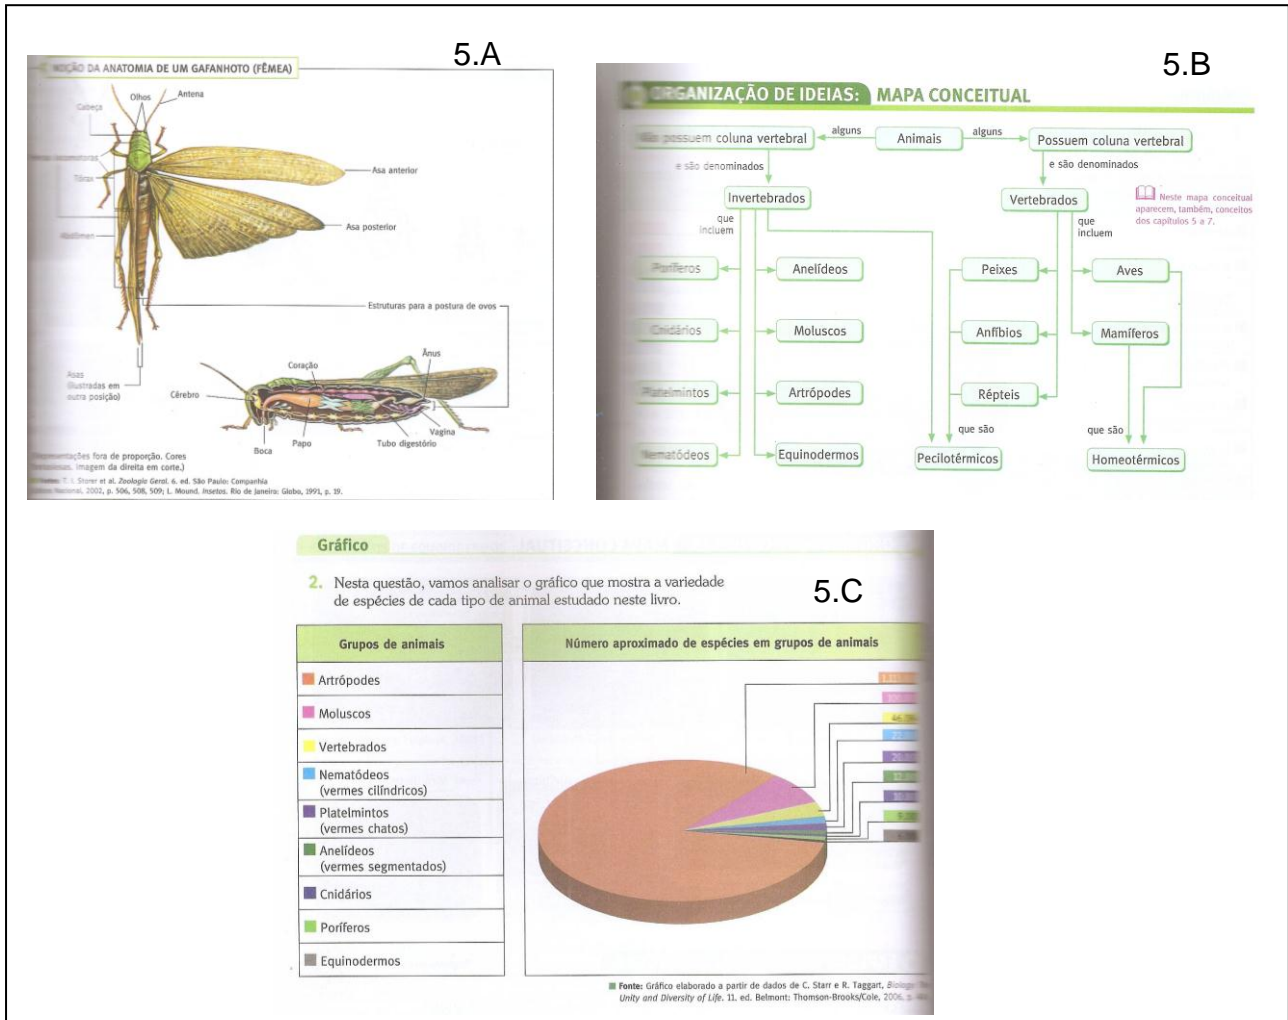 5.A
NOÇÃO DA ANATOMIA DE UM GAFANHOTO (FÊMEA)
Olhos
Antena
Cabeça
Tórax
Asa anterior
Abdômen
Asa posterior
Estruturas para a postura de ovos
Asas
(ilustradas em
outra posição)
Coração
Ânus
Cérebro
Boca
Papo
Tubo digestório
Vagina
(Representações fora de proporção. Cores
Imagem da direita em corte.)
T. I. Storer et al. Zoologia Geral. 6. ed. São Paulo: Companhia
Nacional, 2002, p. 506, 508, 509; L. Mound. Insetos. Rio de Janeiro: Globo, 1991, p. 19.
5.B
ORGANIZAÇÃO DE IDEIAS: MAPA CONCEITUAL
Não possuem coluna vertebral
alguns
Animais
alguns
Possuem coluna vertebral
e são denominados
e são denominados
Invertebrados
Vertebrados
Neste mapa conceitual
aparecem, também, conceitos
dos capítulos 5 a 7.
que
incluem
que
incluem
Poríferos
Anelídeos
Peixes
Aves
Cnidários
Moluscos
Anfíbios
Mamíferos
Platelmintos
Artrópodes
Répteis
que são
que são
Nematódeos
Equinodermos
Pecilotérmicos
Homeotérmicos
Gráfico
5.C
2. Nesta questão, vamos analisar o gráfico que mostra a variedade
de espécies de cada tipo de animal estudado neste livro.
Grupos de animais
Artrópodes
Moluscos
Vertebrados
Nematódeos
(vermes cilíndricos)
Platelmintos
(vermes chatos)
Anelídeos
(vermes segmentados)
Cnidários
Poríferos
Equinodermos
Número aproximado de espécies em grupos de animais
Fonte: Gráfico elaborado a partir de dados de C. Starr e R. Taggart,
Unity and Diversity of Life. 11. ed. Belmont: Thomson-Brooks/Cole, 2006,